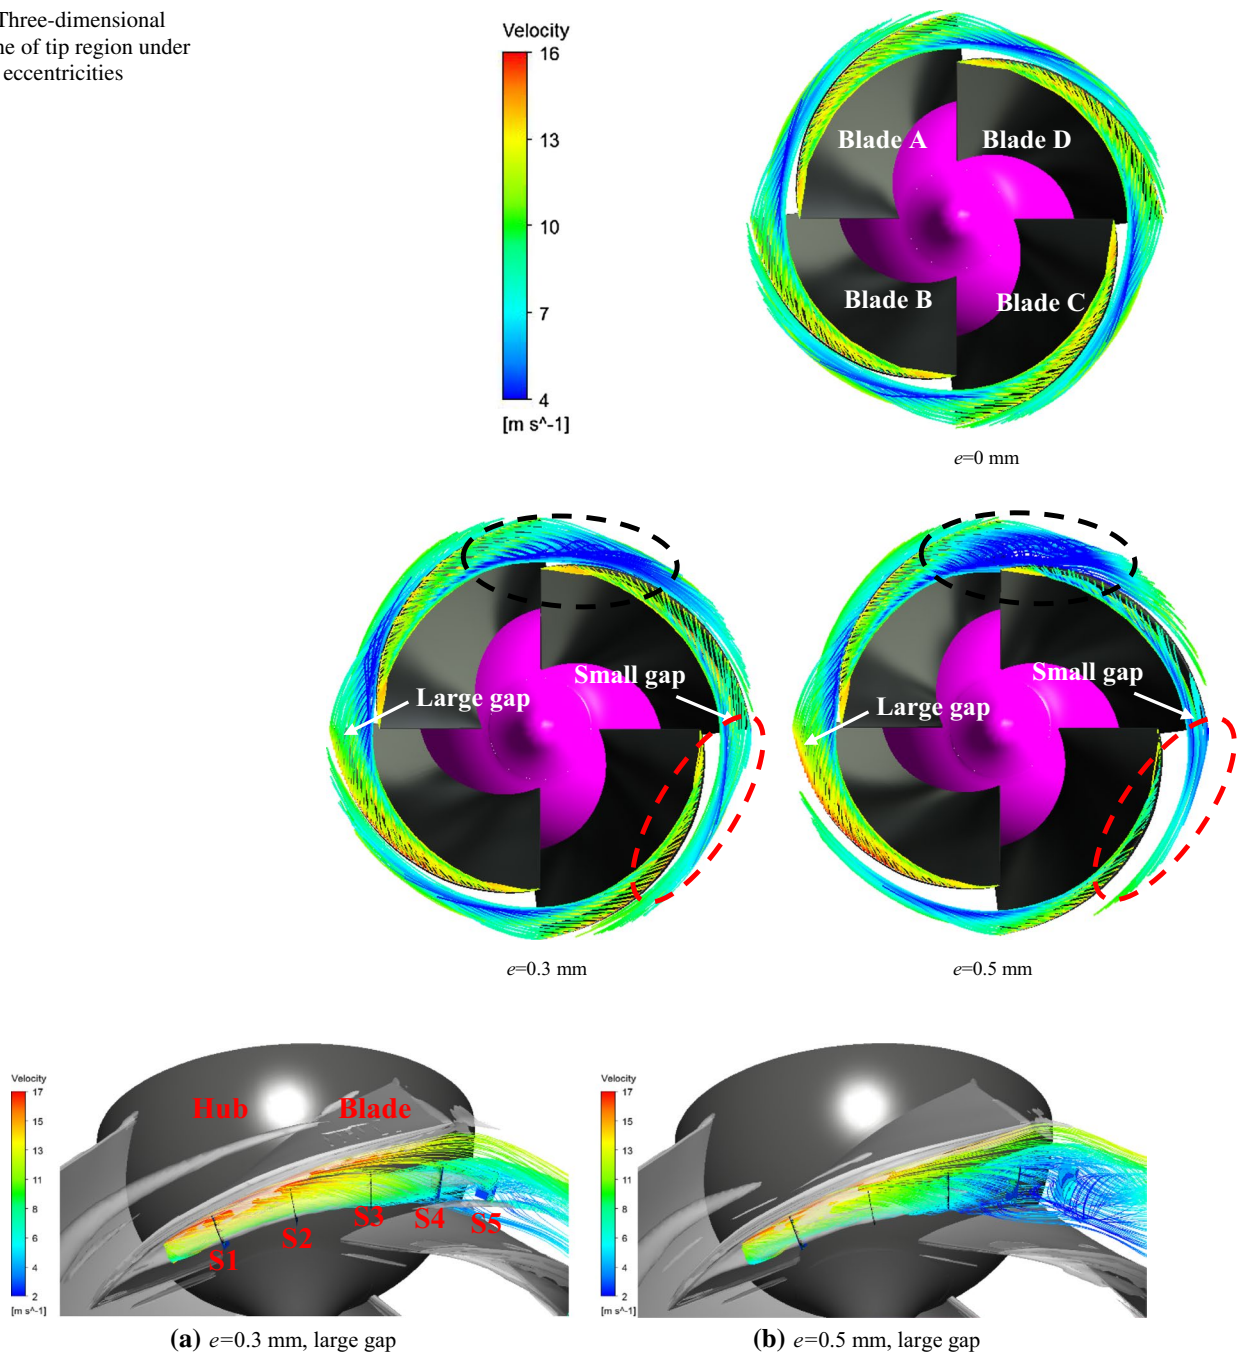 Three-dimensional
ne of tip region under
eccentricities
Velocity
16
13
10
7
4
[m s^-1]
Blade A
Blade D
Blade B
Blade C
e=0 mm
Large gap
Small gap
e=0.3 mm
Large gap
Small gap
e=0.5 mm
Velocity
17
15
13
11
8
6
4
2
[m s^-1]
Hub
Blade
S1
S2
S3
S4
S5
(a) e=0.3 mm, large gap
Velocity
17
15
13
11
8
6
4
2
[m s^-1]
(b) e=0.5 mm, large gap